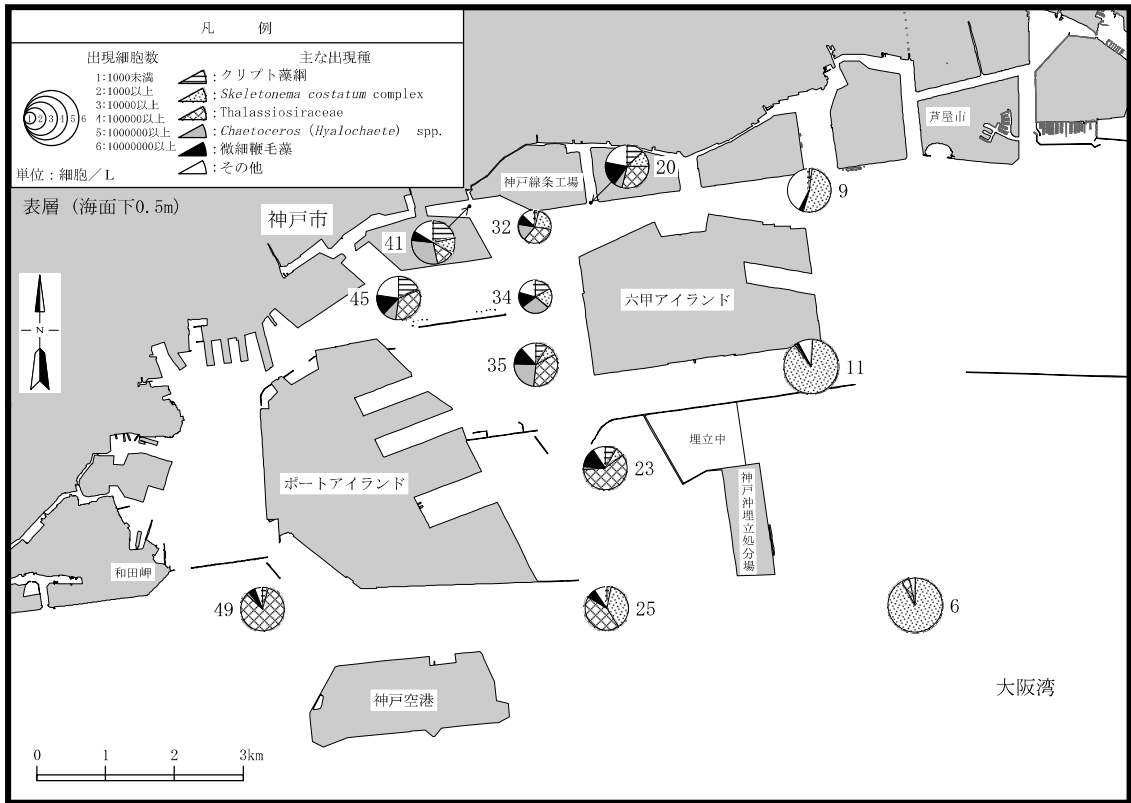 凡 例
出現細胞数
1:1000未満
2:1000以上
3:10000以上
4:100000以上
5:1000000以上
6:10000000以上
1 2 3 4 5 6
単位:細胞/L
主な出現種
:クリプト藻綱
:Skeletonema costatum complex
:Thalassiosiraceae
:Chaetoceros (Hyalochaete) spp.
:微細鞭毛藻
:その他
表層 (海面下0.5m)
芦屋市
神戸線条工場
20
9
神戸市
32
41
N
45
34
六甲アイランド
35
11
埋立中
23
ポートアイランド
神戸沖埋立処分場
和田岬
49
25
6
神戸空港
大阪湾
0 1 2 3km